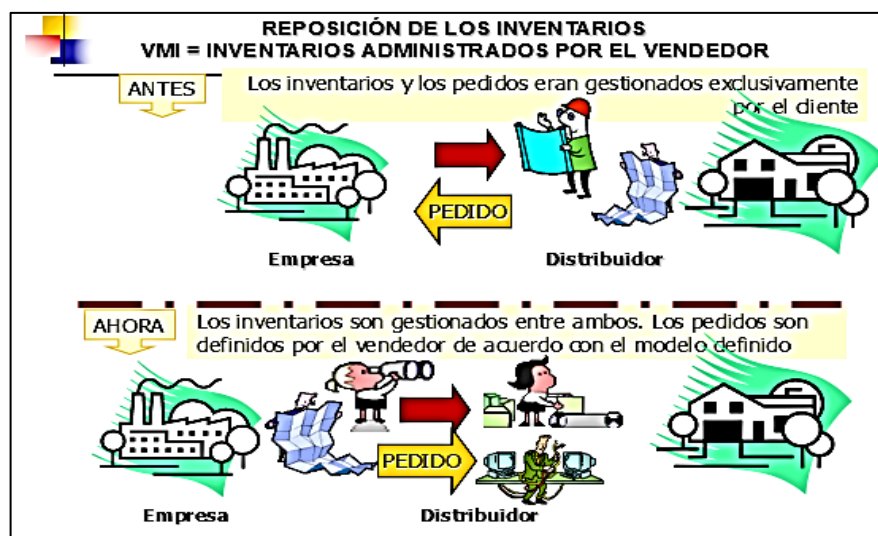 REPOSICIÓN DE LOS INVENTARIOS
VMI = INVENTARIOS ADMINISTRADOS POR EL VENDEDOR
ANTES
Los inventarios y los pedidos eran gestionados exclusivamente
por el cliente
PEDIDO
Empresa
Distribuidor
AHORA
Los inventarios son gestionados entre ambos. Los pedidos son
definidos por el vendedor de acuerdo con el modelo definido
PEDIDO
Empresa
Distribuidor